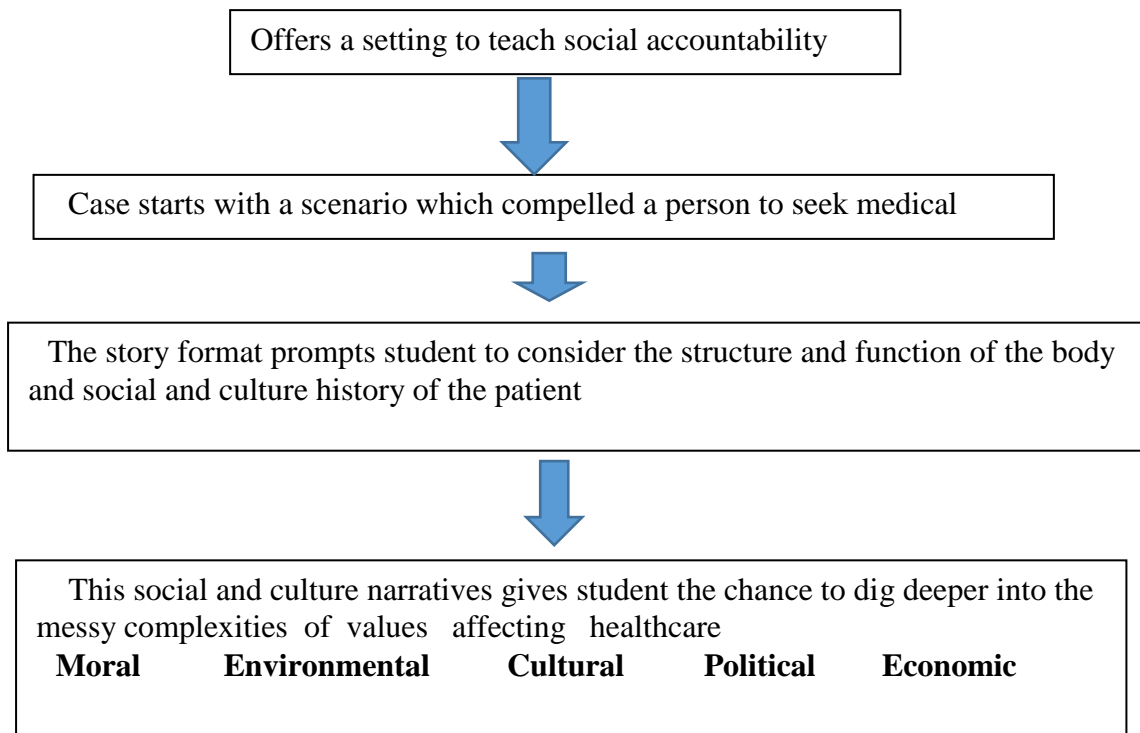 Offers a setting to teach social accountability
Case starts with a scenario which compelled a person to seek medical
The story format prompts student to consider the structure and function of the body
and social and culture history of the patient
This social and culture narratives gives student the chance to dig deeper into the
messy complexities of values affecting healthcare
Moral Environmental Cultural Political Economic